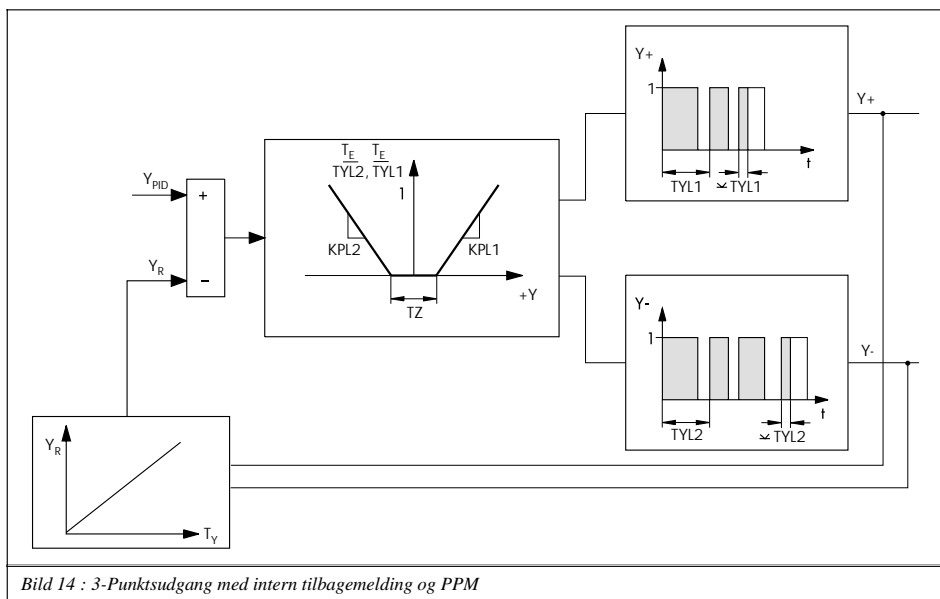 Y+
1
t
TYL1
K TYL1
Y+
T_E T_E
TYL2, TYL1
1
Y_PID
+
KPL2
KPL1
Y_R
−
+Y
TZ
Y-
1
Y-
t
TYL2
K TYL2
Y_R
T_Y
Bild 14 : 3-Punktsudgang med intern tilbagemelding og PPM